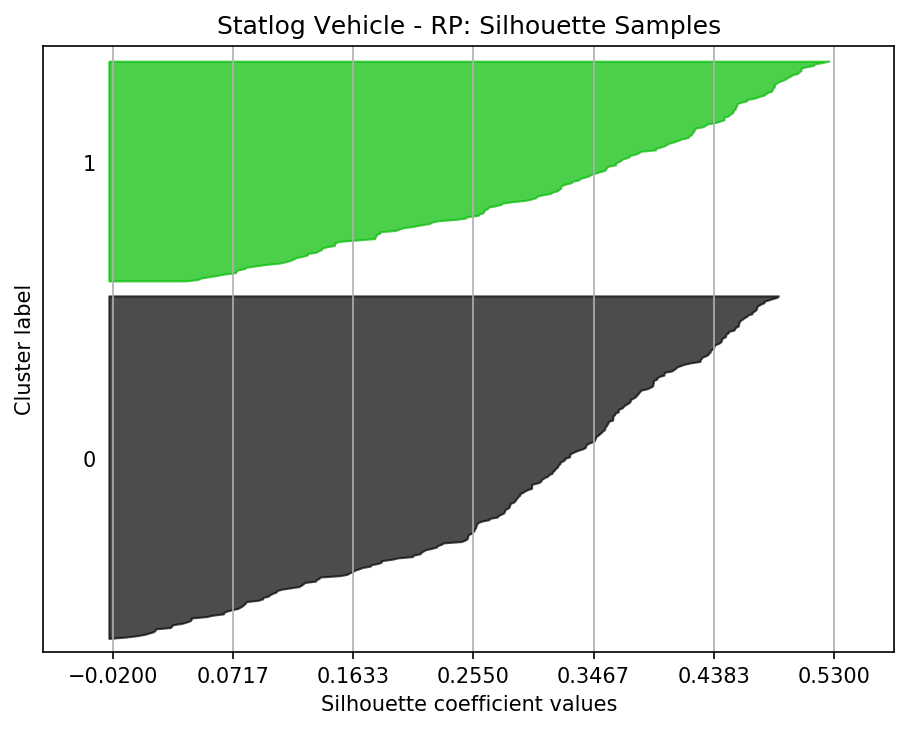 Statlog Vehicle - RP: Silhouette Samples
1
0
Cluster label
−0.0200 0.0717 0.1633 0.2550 0.3467 0.4383 0.5300
Silhouette coefficient values